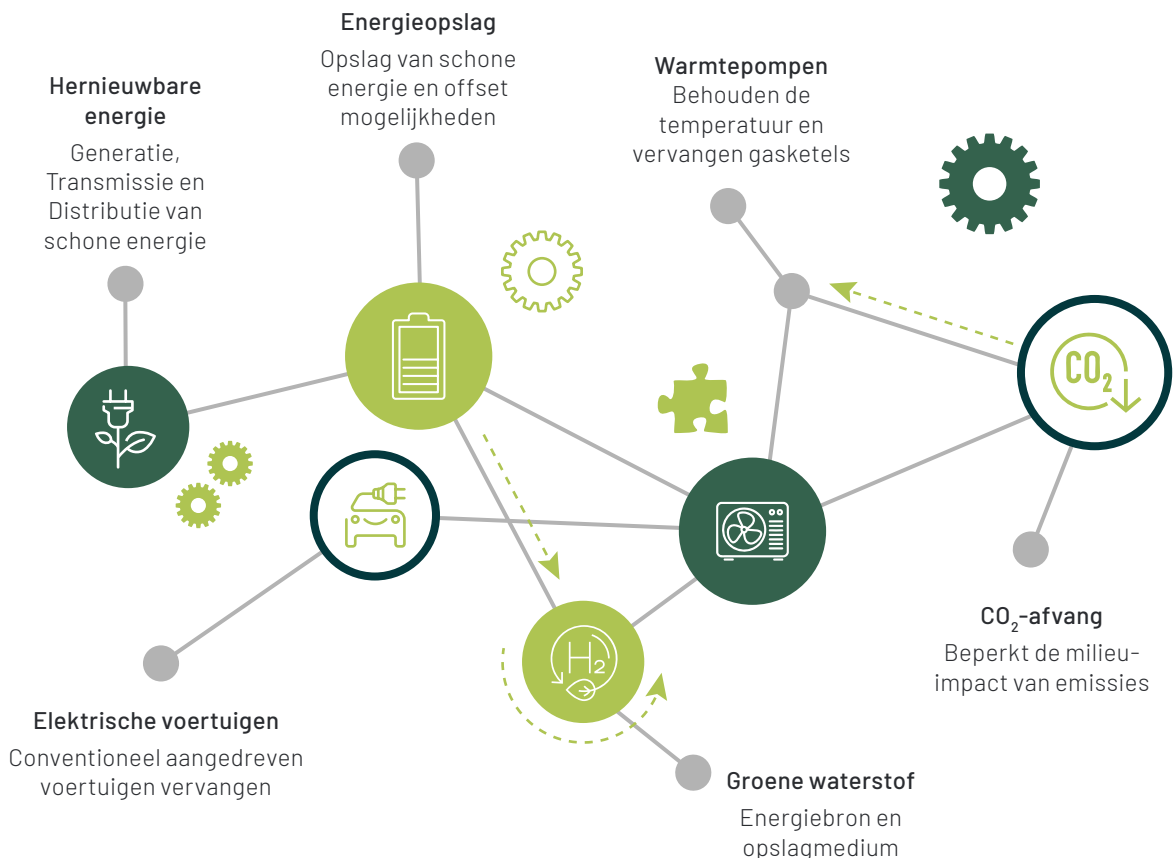 Energieopslag
Opslag van schone
energie en offset
mogelijkheden
Hernieuwbare
energie
Generatie,
Transmissie en
Distributie van
schone energie
Warmtepompen
Behouden de
temperatuur en
vervangen gasketels
CO₂
H₂
CO₂-afvang
Beperkt de milieu-
impact van emissies
Elektrische voertuigen
Conventioneel aangedreven
voertuigen vervangen
Groene waterstof
Energiebron en
opslagmedium